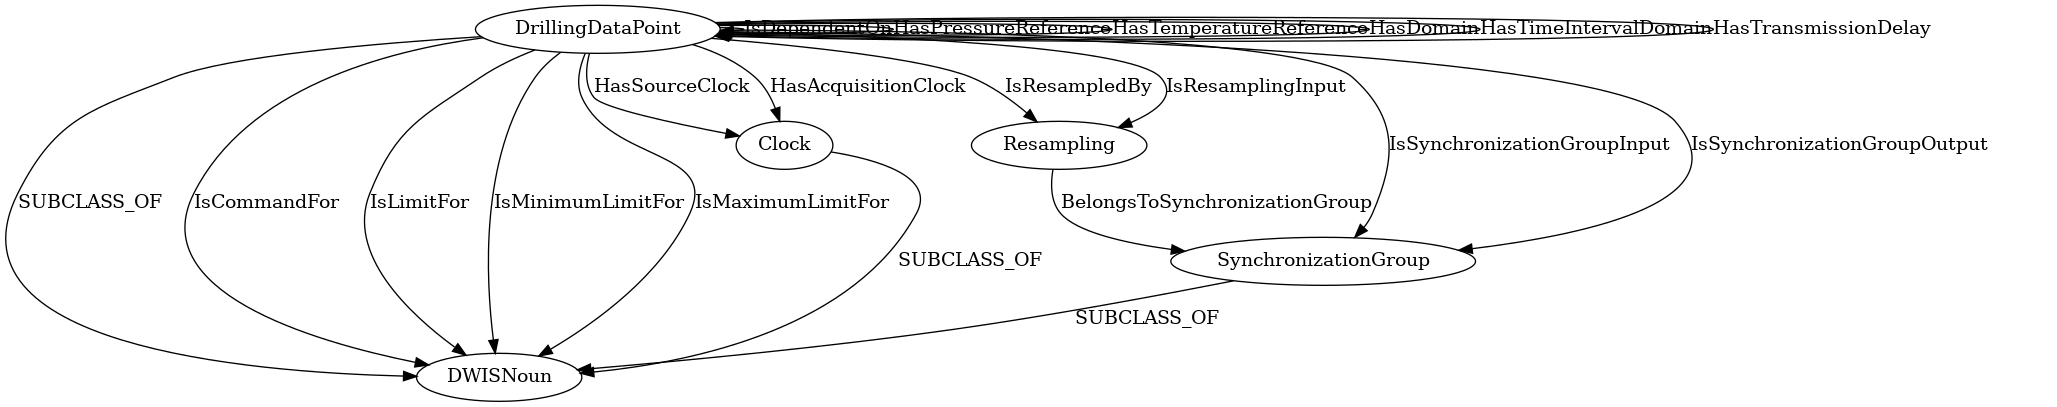 DrillingDataPoint
IsDependentOn
HasPressureReference
HasTemperatureReference
HasDomain
HasTimeIntervalDomain
HasTransmissionDelay
HasSourceClock
HasAcquisitionClock
IsResampledBy
IsResamplingInput
Clock
Resampling
IsSynchronizationGroupInput
IsSynchronizationGroupOutput
SUBCLASS_OF
IsCommandFor
IsLimitFor
IsMinimumLimitFor
IsMaximumLimitFor
BelongsToSynchronizationGroup
SUBCLASS_OF
SynchronizationGroup
SUBCLASS_OF
DWISNoun